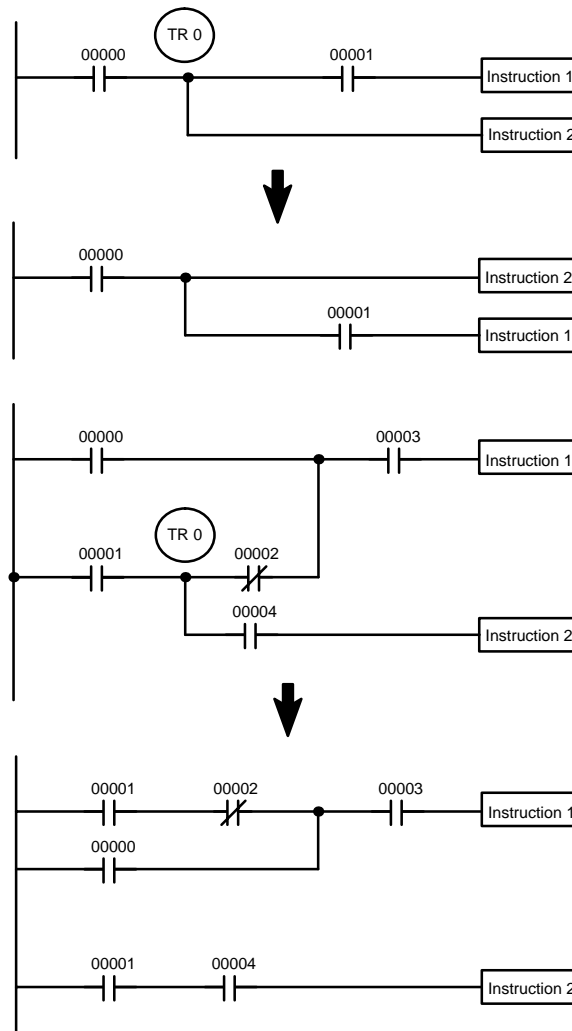 TR 0
00000 00001
Instruction 1
Instruction 2
00000
Instruction 2
00001
Instruction 1
00000 00003
Instruction 1
TR 0
00001 00002
00004
Instruction 2
00001 00002 00003
Instruction 1
00000
00001 00004
Instruction 2